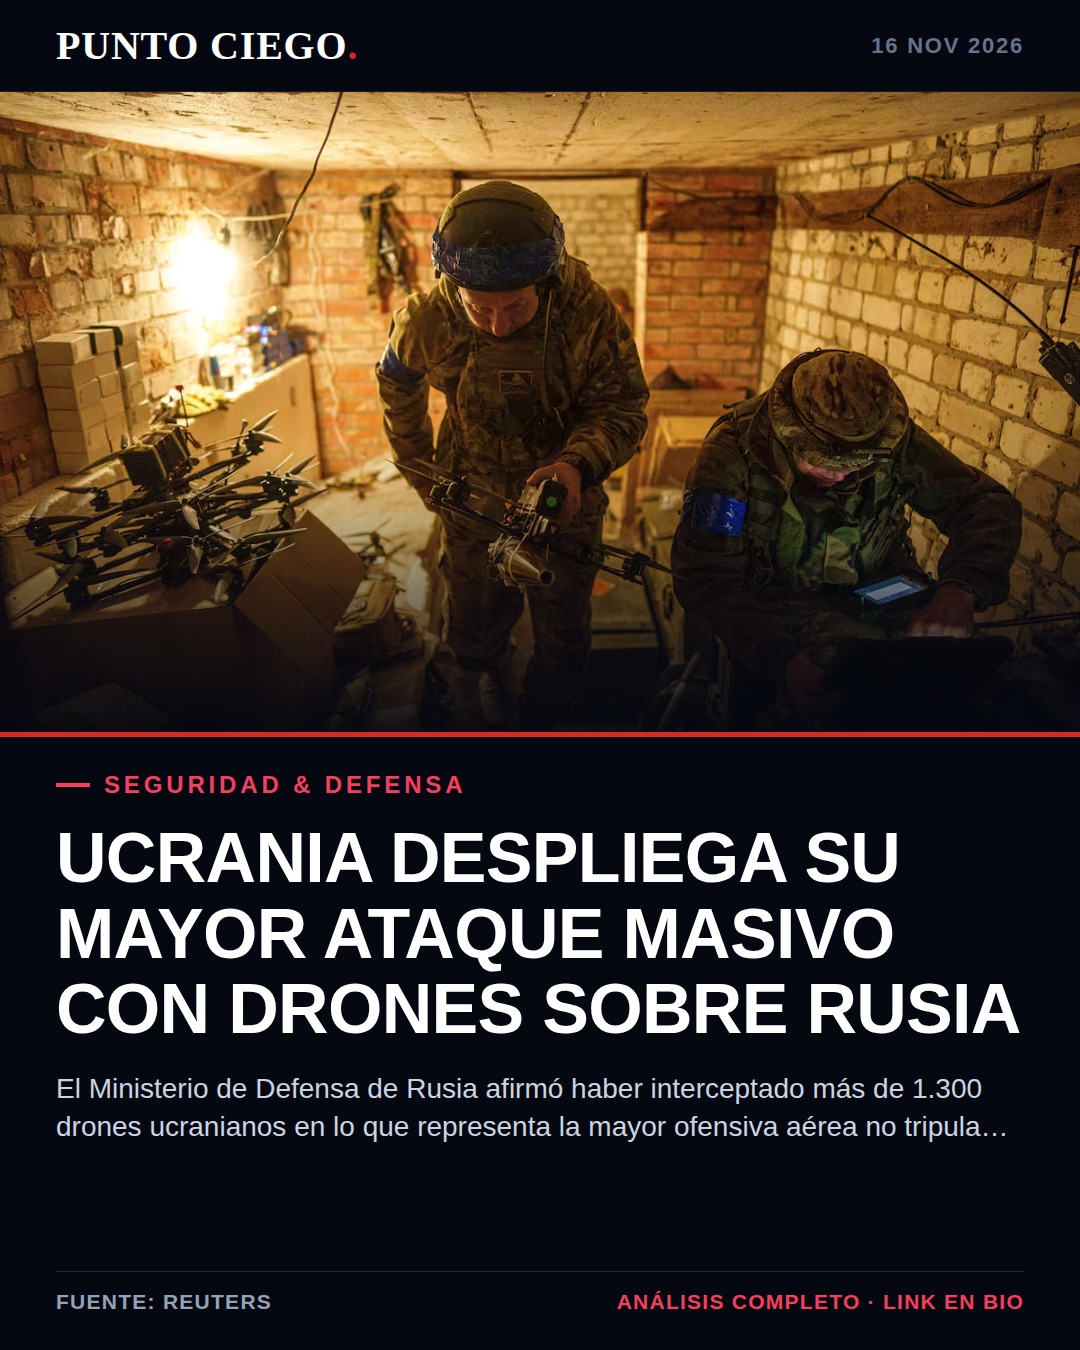 PUNTO CIEGO.
16 NOV 2026
SEGURIDAD & DEFENSA
UCRANIA DESPLIEGA SU
MAYOR ATAQUE MASIVO
CON DRONES SOBRE RUSIA
El Ministerio de Defensa de Rusia afirmó haber interceptado más de 1.300
drones ucranianos en lo que representa la mayor ofensiva aérea no tripula…
FUENTE: REUTERS
ANÁLISIS COMPLETO · LINK EN BIO